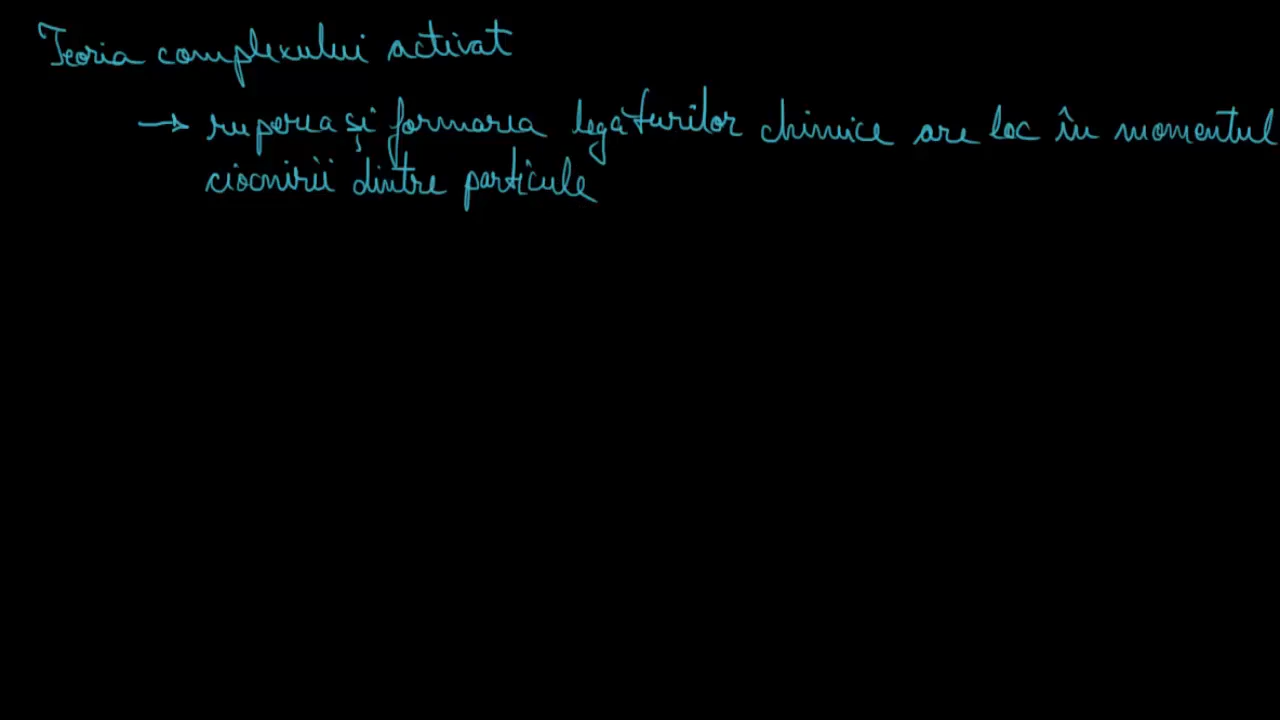 Teoria complexului activat
→ ruperea și formarea legăturilor chimice are loc în momentul
ciocnirii dintre particule